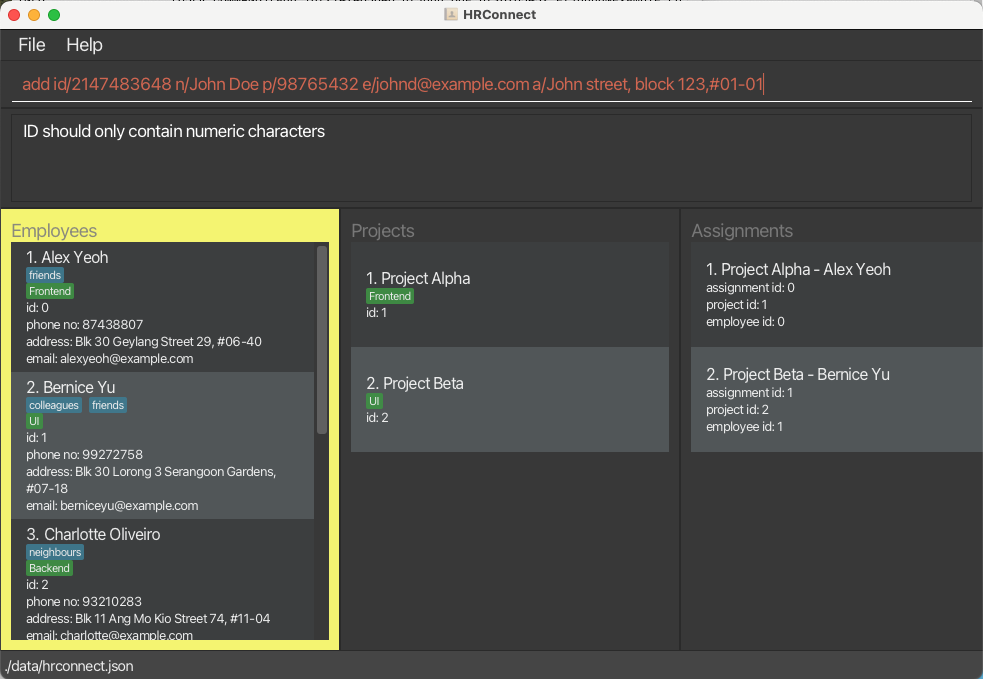 HRConnect
File Help
add id/2147483648 n/John Doe p/98765432 e/johnd@example.com a/John street, block 123,#01-01
ID should only contain numeric characters
Employees
1. Alex Yeoh
friends
Frontend
id: 0
phone no: 87438807
address: Blk 30 Geylang Street 29, #06-40
email: alexyeoh@example.com
2. Bernice Yu
colleagues friends
UI
id: 1
phone no: 99272758
address: Blk 30 Lorong 3 Serangoon Gardens,
#07-18
email: berniceyu@example.com
3. Charlotte Oliveiro
neighbours
Backend
id: 2
phone no: 93210283
address: Blk 11 Ang Mo Kio Street 74, #11-04
email: charlotte@example.com
Projects
1. Project Alpha
Frontend
id: 1
2. Project Beta
UI
id: 2
Assignments
1. Project Alpha - Alex Yeoh
assignment id: 0
project id: 1
employee id: 0
2. Project Beta - Bernice Yu
assignment id: 1
project id: 2
employee id: 1
./data/hrconnect.json